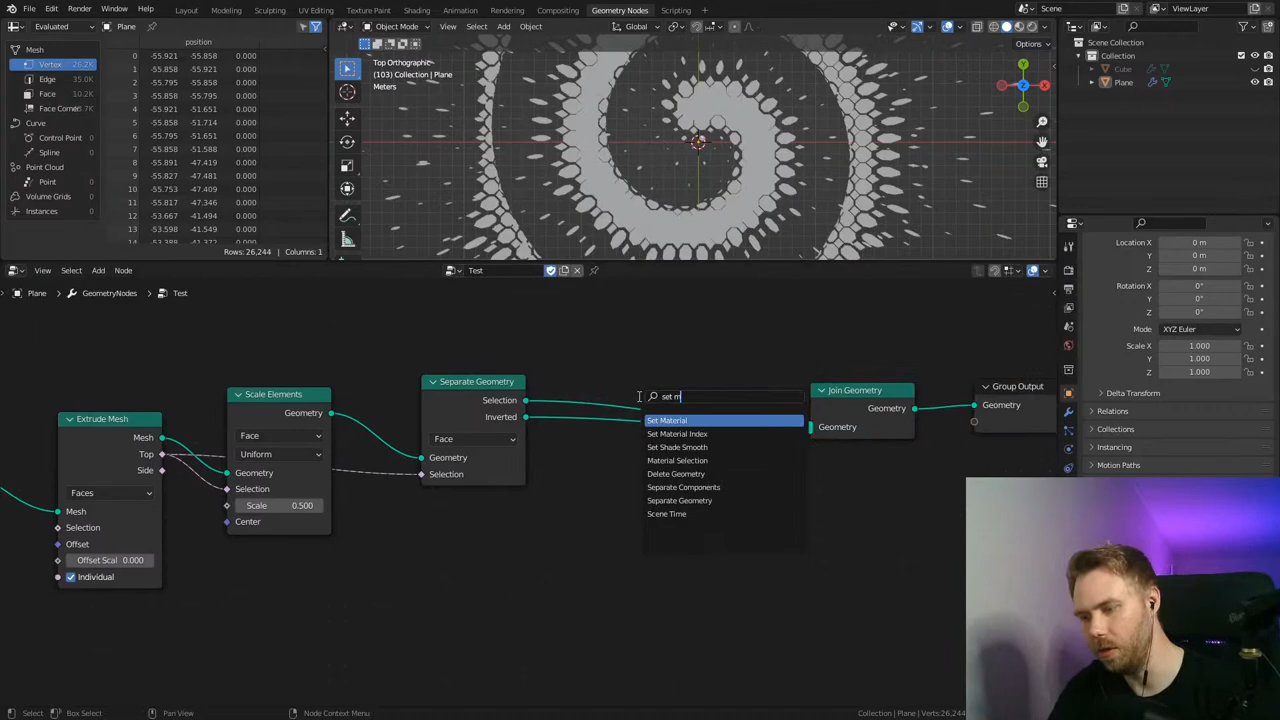 File Edit Render Window Help Layout Modeling Sculpting UV Editing Texture Paint Shading Animation Rendering Compositing Geometry Nodes Scripting + Scene ViewLayer
Evaluated Plane
position
Mesh
Vertex 26.2K
Edge 35.0K
Face 10.2K
Curve
Control Point 0
Spline 0
Point Cloud
Point 0
Volume Grids 0
Instances 0
0 -55.921 -55.858 0.000
1 -55.858 -55.921 0.000
2 -55.795 -55.858 0.000
3 -55.858 -55.795 0.000
4 -55.921 -51.651 0.000
5 -55.858 -51.713 0.000
6 -55.795 -51.651 0.000
7 -55.858 -51.588 0.000
8 -55.891 -47.419 0.000
9 -55.826 -47.481 0.000
10 -55.753 -47.409 0.000
11 -55.817 -47.346 0.000
12 -53.667 -41.494 0.000
13 -53.388 -41.372 0.000
Rows: 26,244 Columns: 1
Object Mode View Select Add Object Global
Options
Top Orthographic
(103) Collection | Plane
Meters
Y
X
Z
Scene Collection
Collection
Cube
Plane
View Select Add Node Test
Plane > GeometryNodes > Test
Extrude Mesh
Mesh
Top
Side
Faces
Mesh
Selection
Offset
Offset Scal 0.000
Individual
Scale Elements
Geometry
Face
Uniform
Geometry
Selection
Scale 0.500
Center
Separate Geometry
Selection
Inverted
Face
Geometry
Selection
set m
Set Material
Set Material Index
Set Shade Smooth
Material Selection
Delete Geometry
Separate Components
Separate Geometry
Scene Time
Join Geometry
Geometry
Geometry
Group Output
Geometry
Location X 0 m
Y 0 m
Z 0 m
Rotation X 0°
Y 0°
Z 0°
Mode XYZ Euler
Scale X 1.000
Y 1.000
Z 1.000
Delta Transform
Relations
Collections
Instancing
Motion Paths
Select Box Select Pan View Node Context Menu Collection | Plane